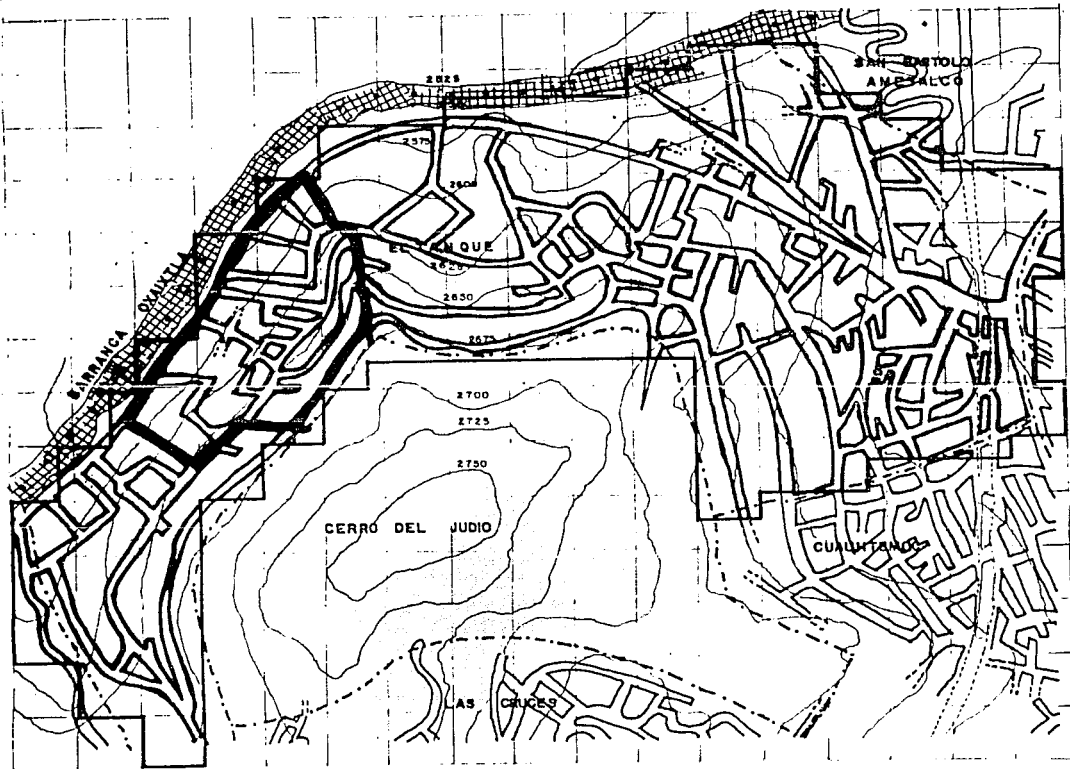 SAN BARTOLO
AMEYALCO
2625
2575
2600
EL TANQUE
2625
BARRANCA OXAIXTLA
2650
2675
2700
2725
2750
CERRO DEL JUDIO
CUAUHTEMOC
LAS CRUCES